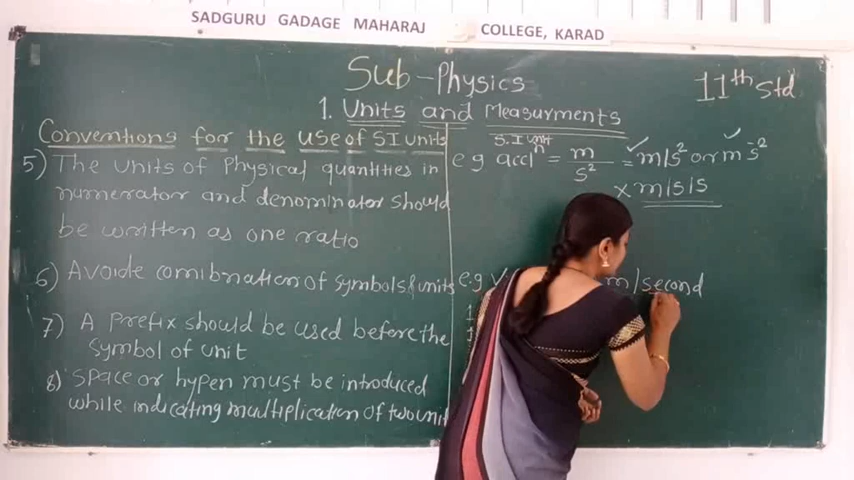 SADGURU GADAGE MAHARAJ COLLEGE, KARAD
Sub-Physics
11th Std
1. Units and Measurments
Conventions for the use of SI units
5) The units of Physical quantities in numerator and denominator should be written as one ratio
6) Avoide comibnation of symbols & units
7) A Prefix should be used before the symbol of unit
8) Space or hypen must be introduced while indicating multiplication of two unit
S.I unit
e g accln = m/s² = ✓ m/s² or m s⁻² ✓
× m/s/s
e.g v
m/second